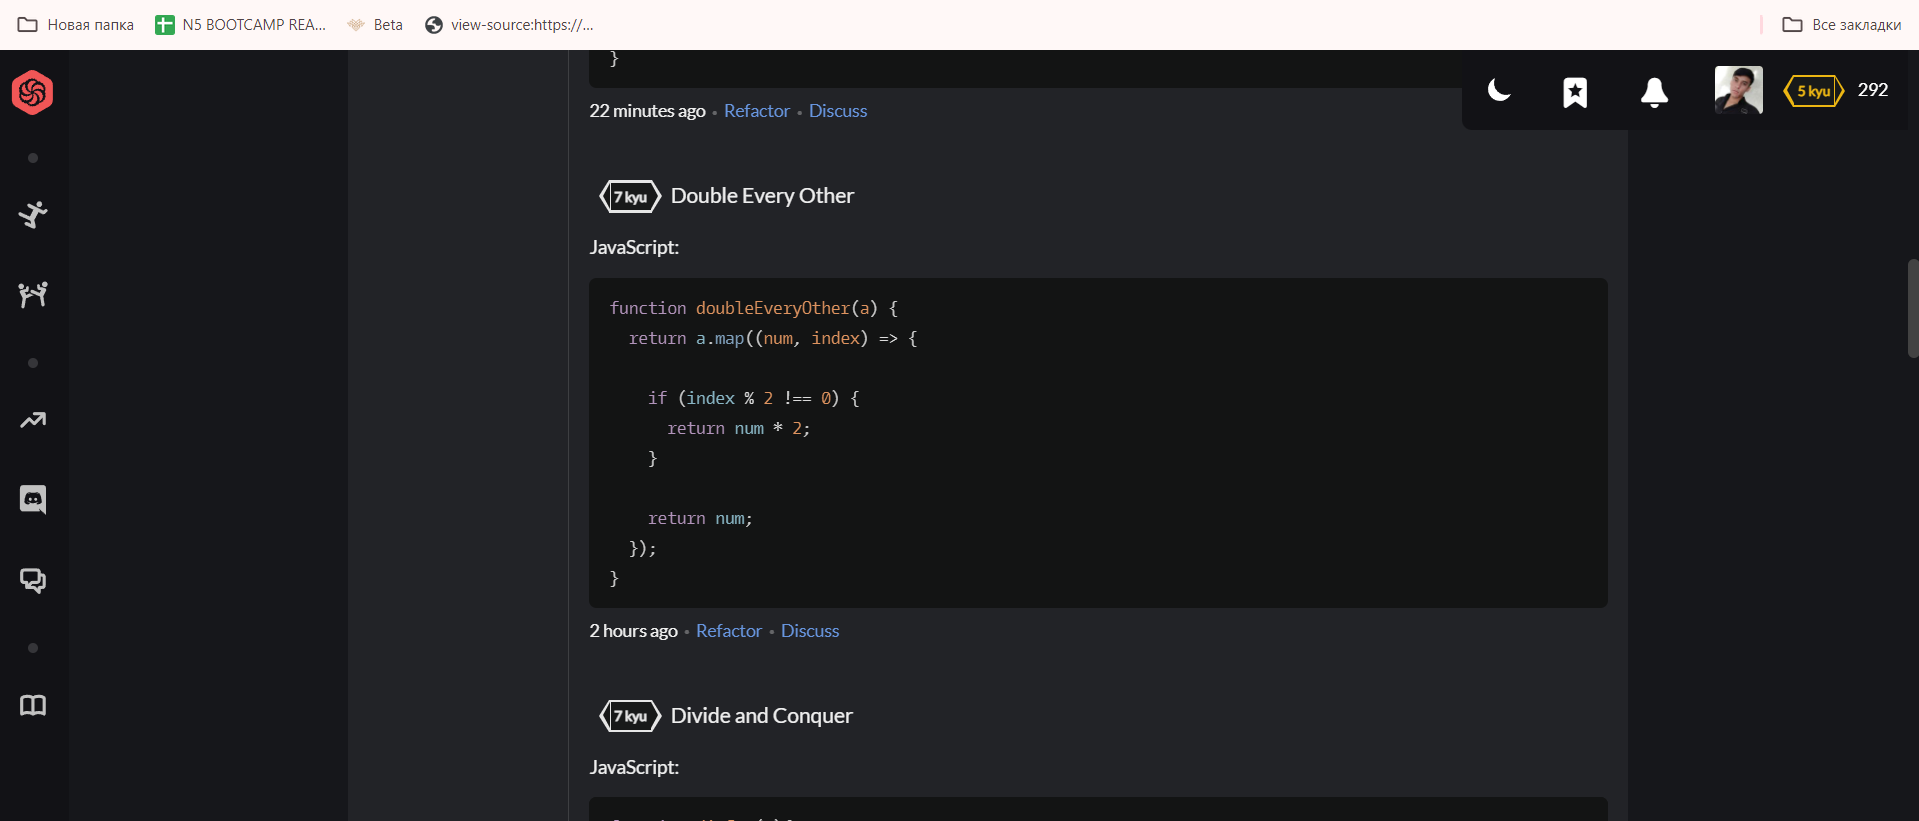 Новая папка
N5 BOOTCAMP REA...
Beta
view-source:https://...
Все закладки
}
22 minutes ago • Refactor • Discuss
5 kyu 292
7 kyu Double Every Other
JavaScript:
function doubleEveryOther(a) {
  return a.map((num, index) => {
    if (index % 2 !== 0) {
      return num * 2;
    }
    return num;
  });
}
2 hours ago • Refactor • Discuss
7 kyu Divide and Conquer
JavaScript: